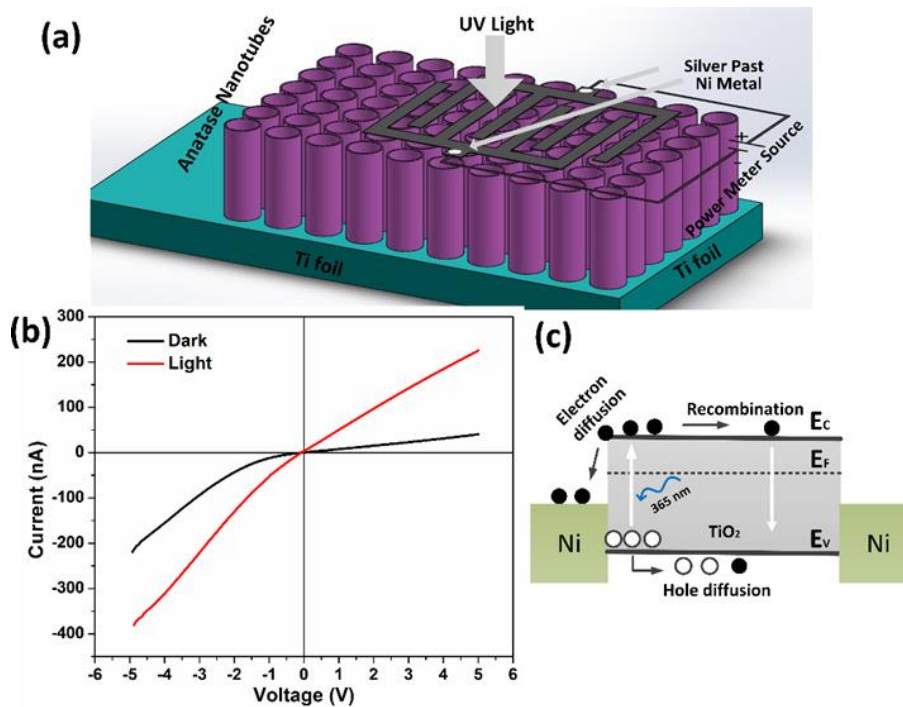 (a)
UV Light
Silver Past
Ni Metal
Anatase Nanotubes
+
-
Power Meter Source
Ti foil
Ti foil
(b)
300
200
100
0
-100
-200
-300
-400
Current (nA)
Dark
Light
-6 -5 -4 -3 -2 -1 0 1 2 3 4 5 6
Voltage (V)
(c)
Electron
diffusion
Recombination
EC
EF
365 nm
TiO2
EV
Ni
Ni
Hole diffusion